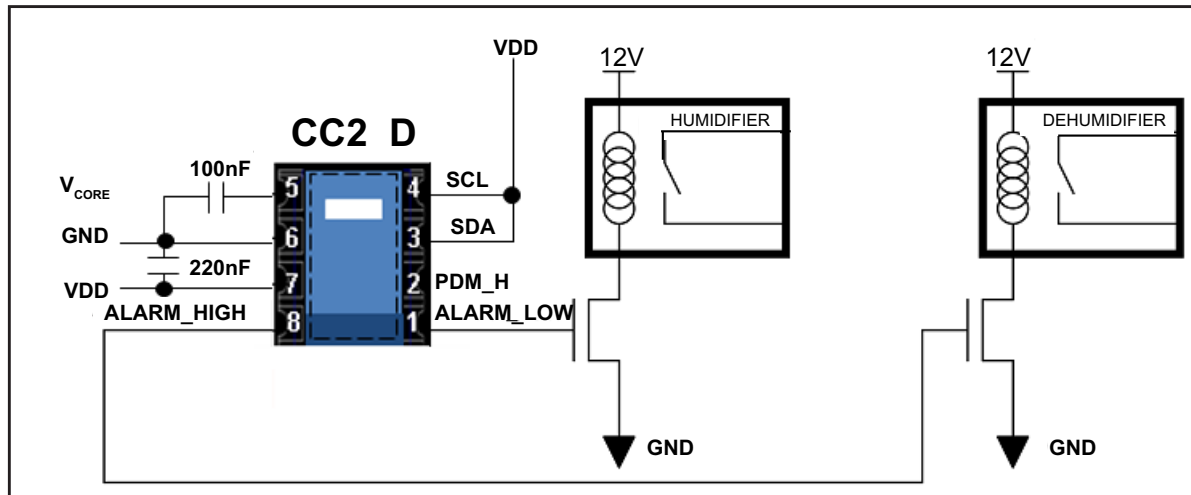 VDD
12V
12V
HUMIDIFIER
DEHUMIDIFIER
CC2 D
100nF
VCORE
5
4
SCL
GND
6
3
SDA
220nF
VDD
7
2
PDM_H
ALARM_HIGH
8
1
ALARM_LOW
GND
GND